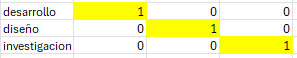 desarrollo 1 0 0
diseño 0 1 0
investigacion 0 0 1